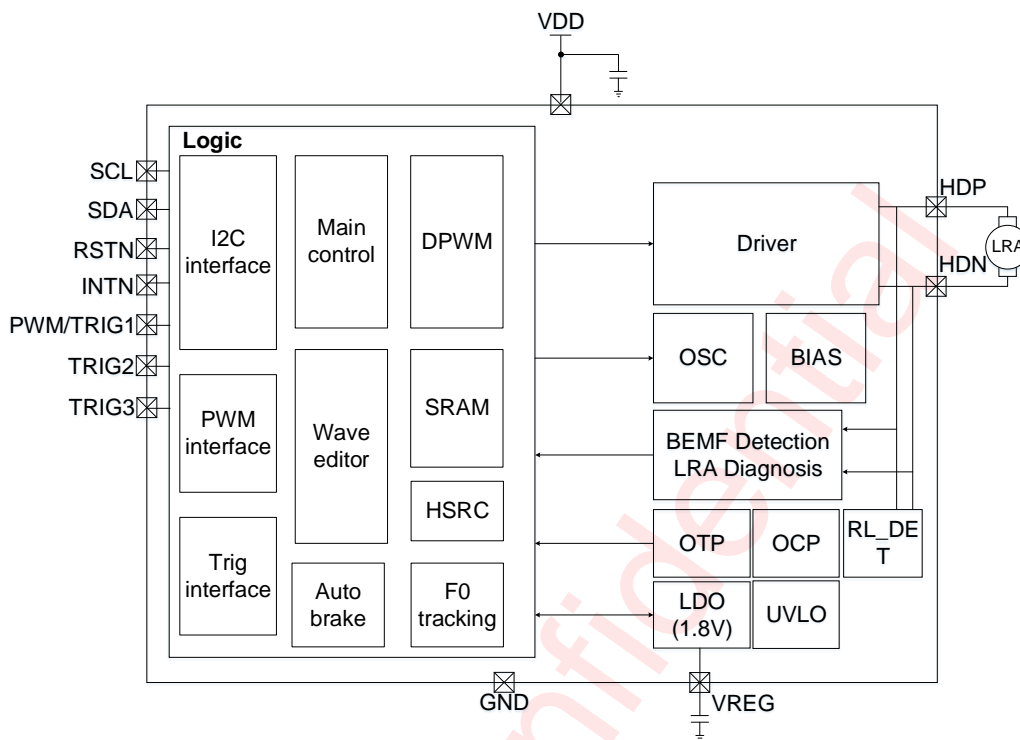 VDD
Logic
SCL
SDA
RSTN
INTN
PWM/TRIG1
TRIG2
TRIG3
I2C
interface
Main
control
DPWM
PWM
interface
Wave
editor
SRAM
HSRC
Trig
interface
Auto
brake
F0
tracking
Driver
OSC
BIAS
BEMF Detection
LRA Diagnosis
OTP
OCP
RL_DE
T
LDO
(1.8V)
UVLO
HDP
LRA
HDN
GND
VREG
nfidential